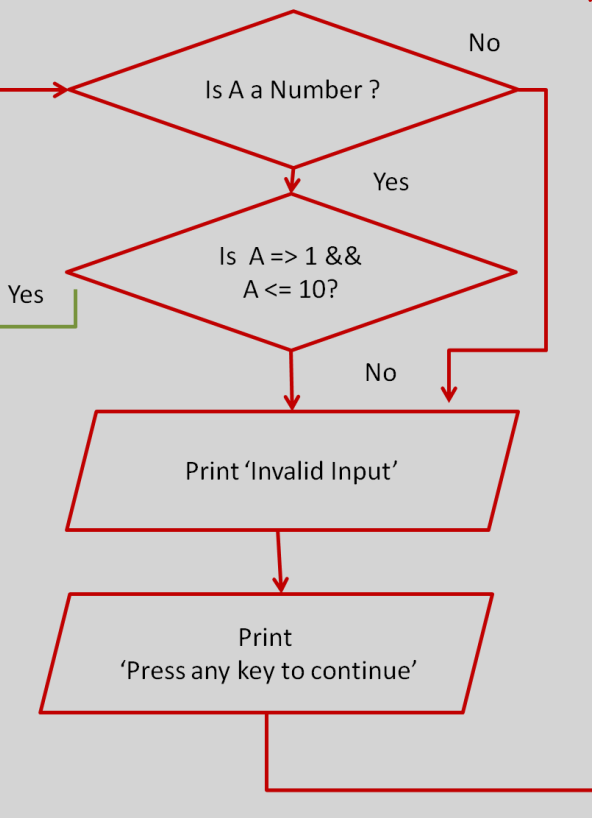 No
Is A a Number ?
Yes
Is A => 1 &&
A <= 10?
Yes
No
Print ‘Invalid Input’
Print
‘Press any key to continue’